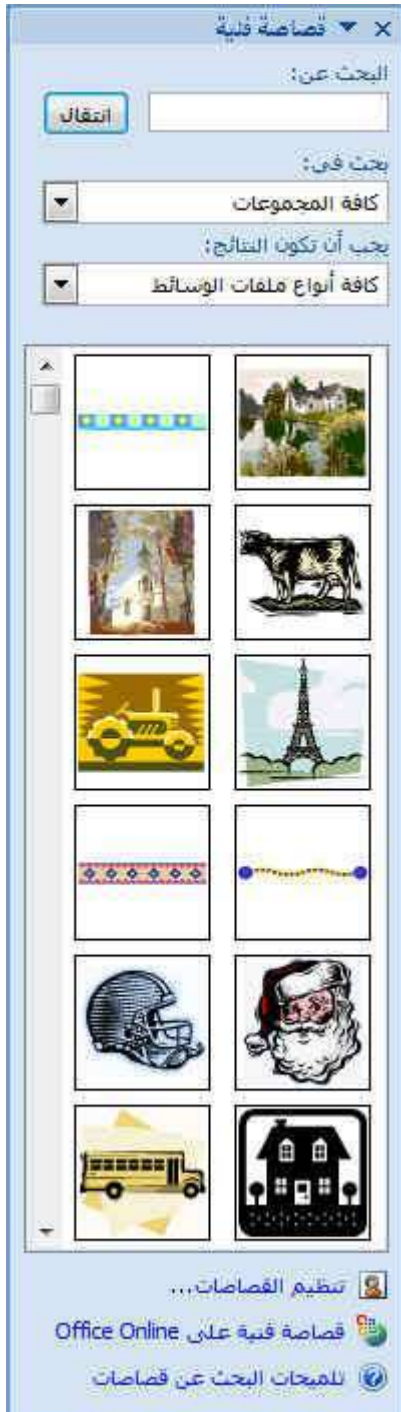 قصاصة فنية
البحث عن:
انتقال
بحث في:
كافة المجموعات
يجب أن تكون النتائج:
كافة أنواع ملفات الوسائط
تنظيم القصاصات...
قصاصة فنية على Office Online
تلميحات البحث عن قصاصات